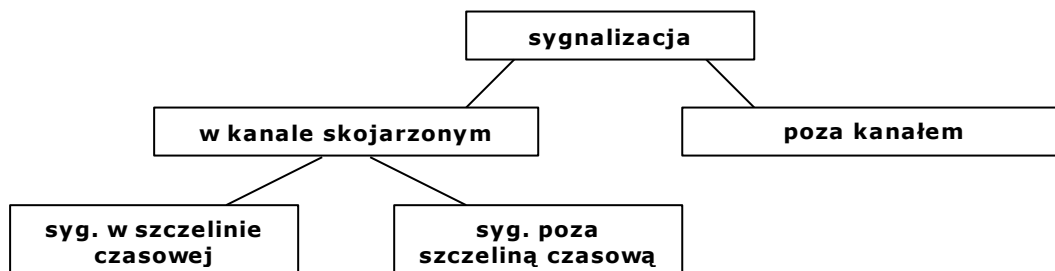 sygnalizacja
w kanale skojarzonym
poza kanałem
syg. w szczelinie
czasowej
syg. poza
szczeliną czasową